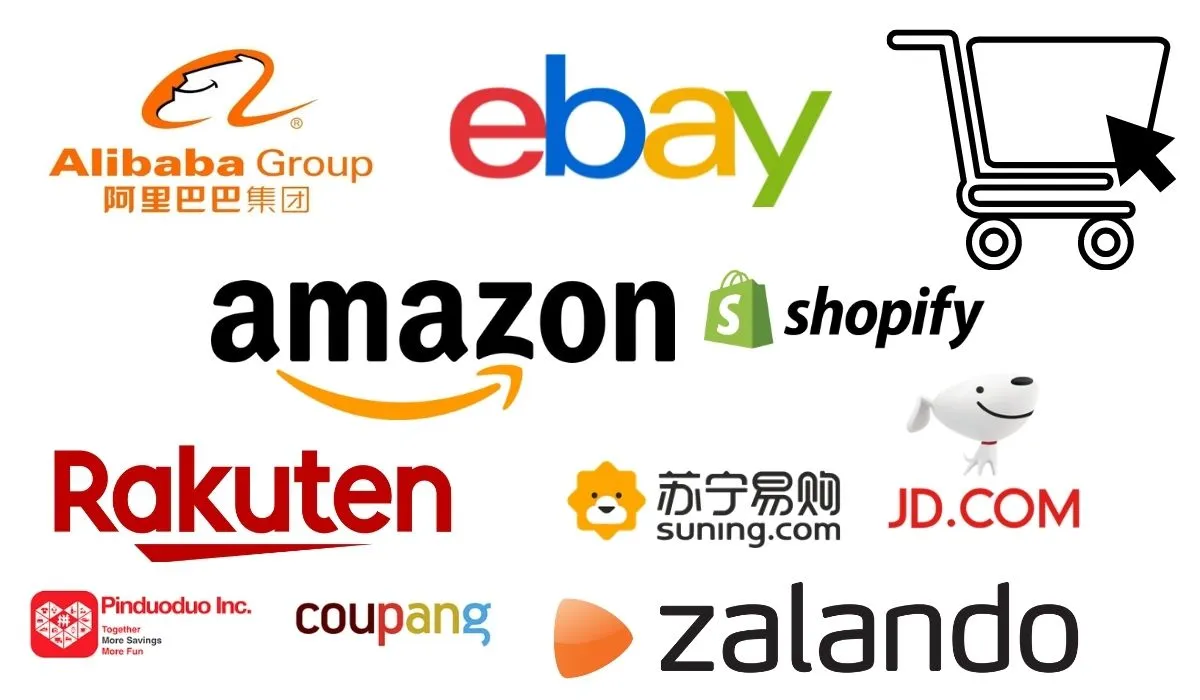 Alibaba Group
阿里巴巴集团
ebay
amazon
S shopify
Rakuten
苏宁易购
suning.com
JD.COM
Pinduoduo Inc.
Together
More Savings
More Fun
coupang
zalando